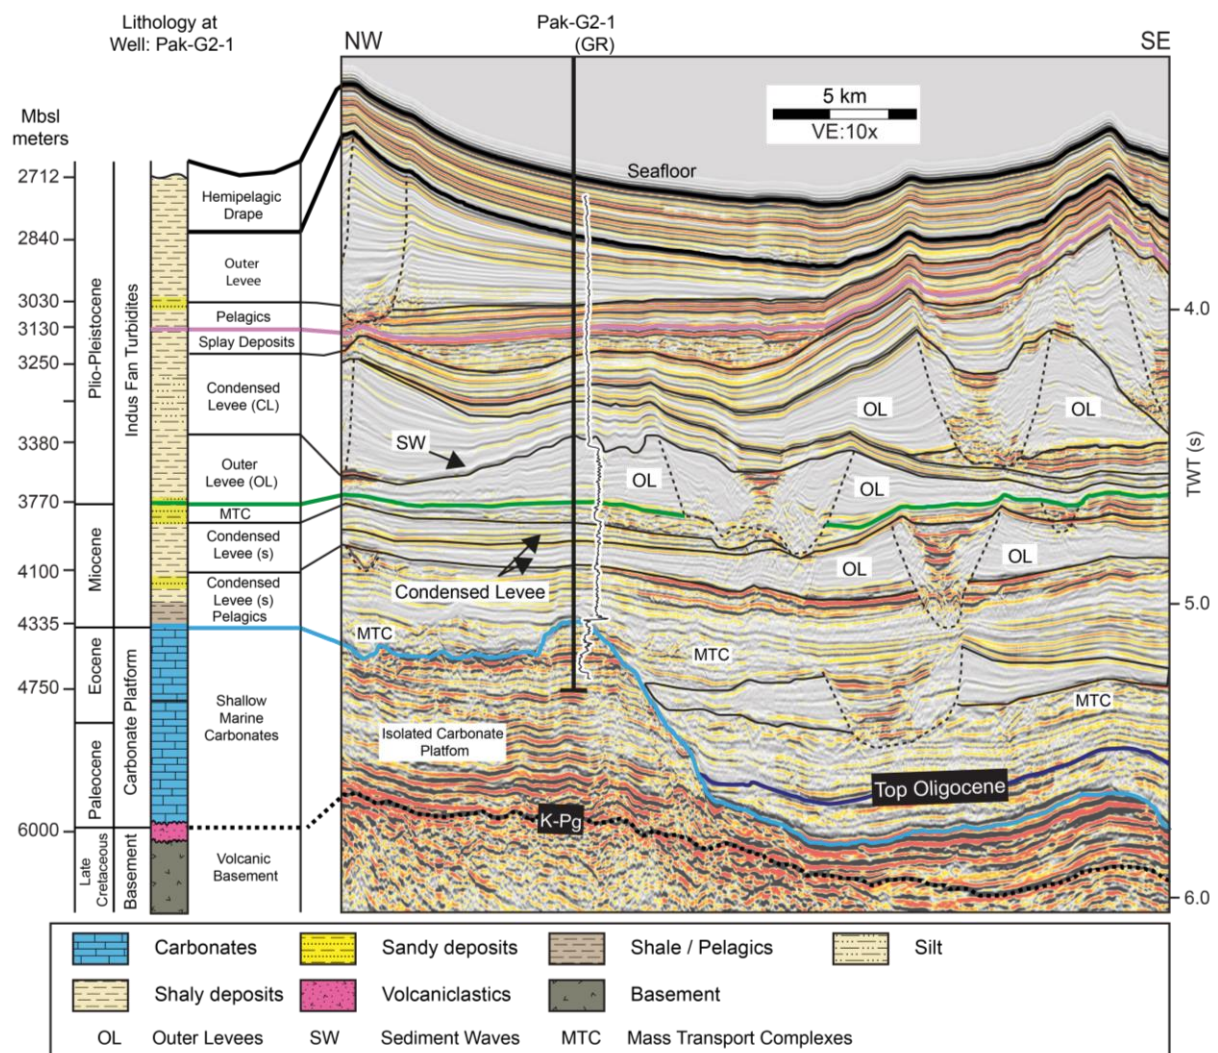 Lithology at
Well: Pak-G2-1
Pak-G2-1
(GR)
NW
SE
5 km
VE:10x
Mbsl
meters
2712
2840
3030
3130
3250
3380
3770
4100
4335
4750
6000
Plio-Pleistocene
Miocene
Eocene
Paleocene
Late
Cretaceous
Indus Fan Turbidites
Carbonate Platform
Basement
Hemipelagic
Drape
Outer
Levee
Pelagics
Splay Deposits
Condensed
Levee (CL)
Outer
Levee (OL)
MTC
Condensed
Levee (s)
Condensed
Levee (s)
Pelagics
Shallow
Marine
Carbonates
Volcanic
Basement
Seafloor
SW
OL
OL
OL
OL
OL
OL
Condensed Levee
MTC
MTC
MTC
Isolated Carbonate
Platfom
Top Oligocene
K-Pg
4.0
TWT (s)
5.0
6.0
Carbonates
Sandy deposits
Shale / Pelagics
Silt
Shaly deposits
Volcaniclastics
Basement
OL Outer Levees
SW Sediment Waves
MTC Mass Transport Complexes